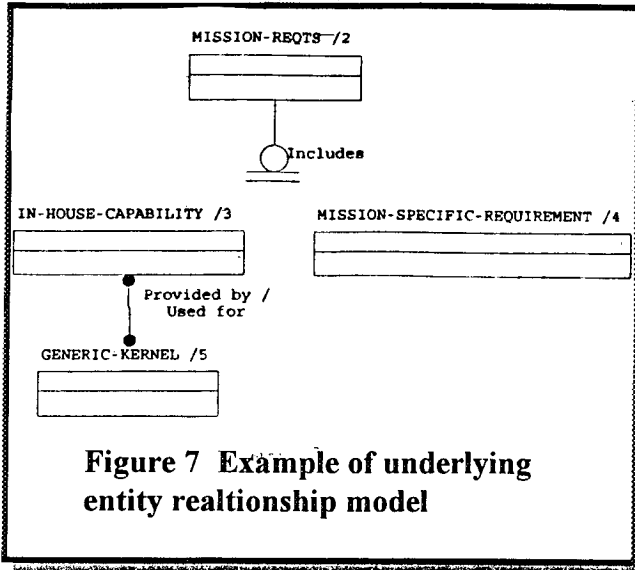 MISSION-REQTS /2
Includes
IN-HOUSE-CAPABILITY /3
MISSION-SPECIFIC-REQUIREMENT /4
Provided by /
Used for
GENERIC-KERNEL /5
Figure 7 Example of underlying
entity realtionship model